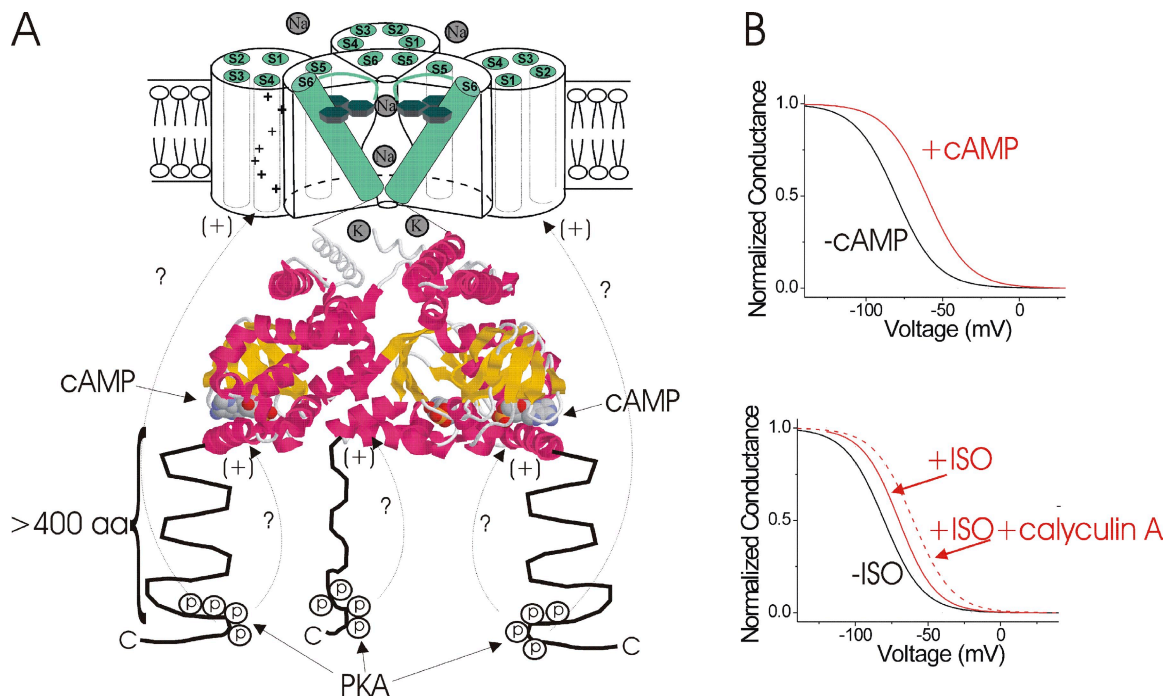 A
Na
Na
S3
S2
S4
S1
S2
S1
S3
S4
S6
S5
S5
S6
S5
S6
S4
S3
S1
S2
+
+
+
+
+
+
+
Na
Na
K
K
(+)
(+)
?
?
cAMP
cAMP
(+)
(+)
(+)
>400 aa
?
?
?
P P P
P
P P
P
P
P P
P
P
C
C
C
PKA
B
Normalized Conductance
1.0
0.5
0.0
+cAMP
-cAMP
-100
-50
0
Voltage (mV)
Normalized Conductance
1.0
0.5
0.0
+ISO
+ISO+calyculin A
-ISO
-100
-50
0
Voltage (mV)